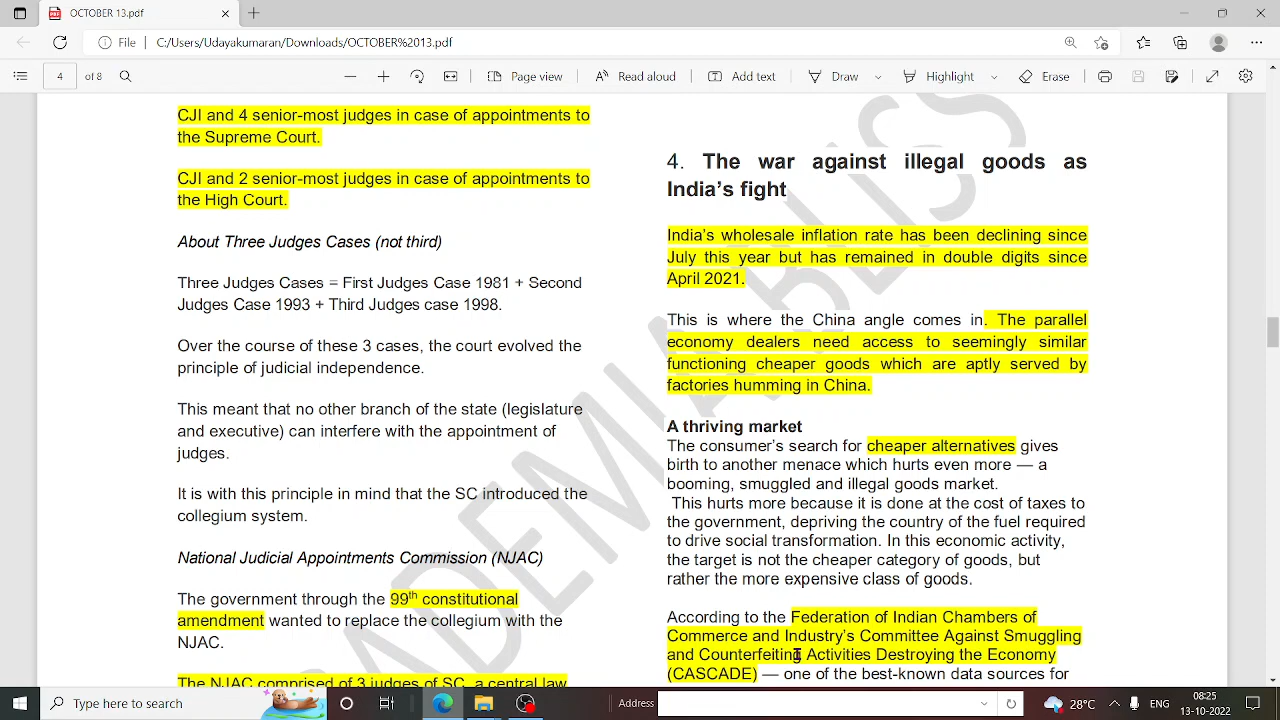 OCTOBER 13.pdf
File
C:/Users/Udayakumaran/Downloads/OCTOBER%2013.pdf
4 of 8
Page view
Read aloud
Add text
Draw
Highlight
Erase
CJI and 4 senior-most judges in case of appointments to
the Supreme Court.
CJI and 2 senior-most judges in case of appointments to
the High Court.
About Three Judges Cases (not third)
Three Judges Cases = First Judges Case 1981 + Second
Judges Case 1993 + Third Judges case 1998.
Over the course of these 3 cases, the court evolved the
principle of judicial independence.
This meant that no other branch of the state (legislature
and executive) can interfere with the appointment of
judges.
It is with this principle in mind that the SC introduced the
collegium system.
National Judicial Appointments Commission (NJAC)
The government through the 99th constitutional
amendment wanted to replace the collegium with the
NJAC.
The NJAC comprised of 3 judges of SC, a central law
4. The war against illegal goods as
India's fight
India's wholesale inflation rate has been declining since
July this year but has remained in double digits since
April 2021.
This is where the China angle comes in. The parallel
economy dealers need access to seemingly similar
functioning cheaper goods which are aptly served by
factories humming in China.
A thriving market
The consumer's search for cheaper alternatives gives
birth to another menace which hurts even more — a
booming, smuggled and illegal goods market.
This hurts more because it is done at the cost of taxes to
the government, depriving the country of the fuel required
to drive social transformation. In this economic activity,
the target is not the cheaper category of goods, but
rather the more expensive class of goods.
According to the Federation of Indian Chambers of
Commerce and Industry's Committee Against Smuggling
and Counterfeiting Activities Destroying the Economy
(CASCADE) — one of the best-known data sources for
Type here to search
Address
28°C
ENG
08:25
13-10-2022